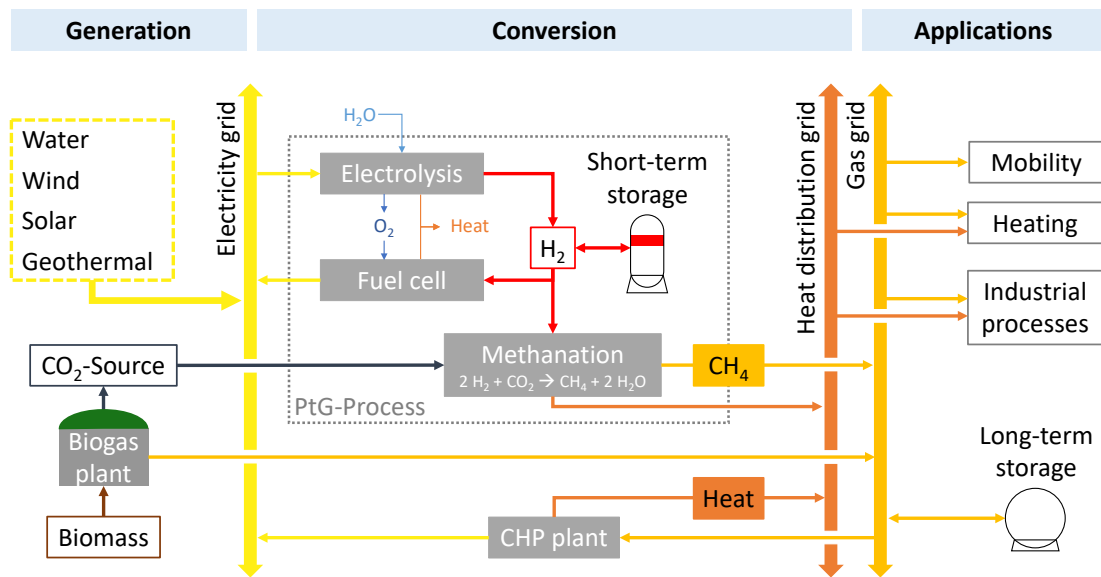 Generation
Conversion
Applications
Water
Wind
Solar
Geothermal
Electricity grid
H₂O
Electrolysis
O₂
Heat
Fuel cell
H₂
Short-term
storage
Methanation
2 H₂ + CO₂ → CH₄ + 2 H₂O
PtG-Process
CH₄
Heat distribution grid
Gas grid
Mobility
Heating
Industrial
processes
CO₂-Source
Biogas
plant
Biomass
Heat
CHP plant
Long-term
storage